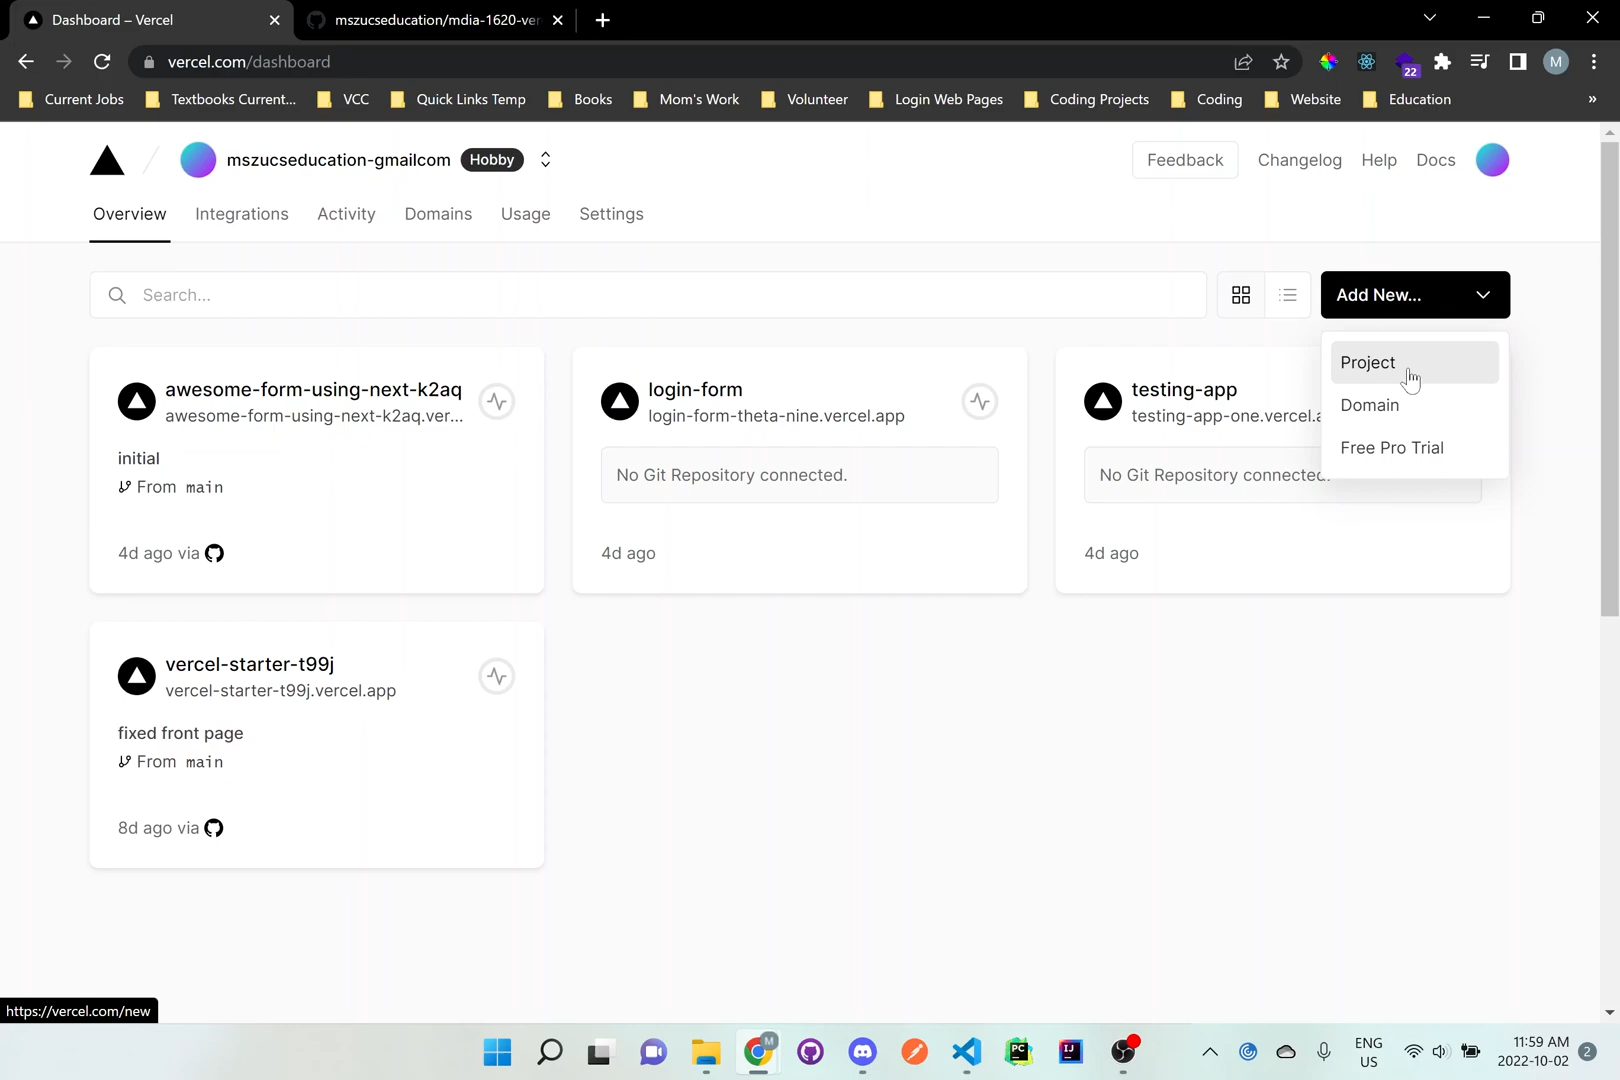 Dashboard – Vercel
mszucseducation/mdia-1620-ver
vercel.com/dashboard
22
M
Current Jobs
Textbooks Current...
VCC
Quick Links Temp
Books
Mom's Work
Volunteer
Login Web Pages
Coding Projects
Coding
Website
Education
»
mszucseducation-gmailcom
Hobby
Feedback
Changelog
Help
Docs
Overview
Integrations
Activity
Domains
Usage
Settings
Search...
Add New...
Project
Domain
Free Pro Trial
awesome-form-using-next-k2aq
awesome-form-using-next-k2aq.ver...
initial
From main
4d ago via
login-form
login-form-theta-nine.vercel.app
No Git Repository connected.
4d ago
testing-app
testing-app-one.vercel.a
No Git Repository connected.
4d ago
vercel-starter-t99j
vercel-starter-t99j.vercel.app
fixed front page
From main
8d ago via
https://vercel.com/new
M
PC
IJ
ENG
US
11:59 AM
2022-10-02
2